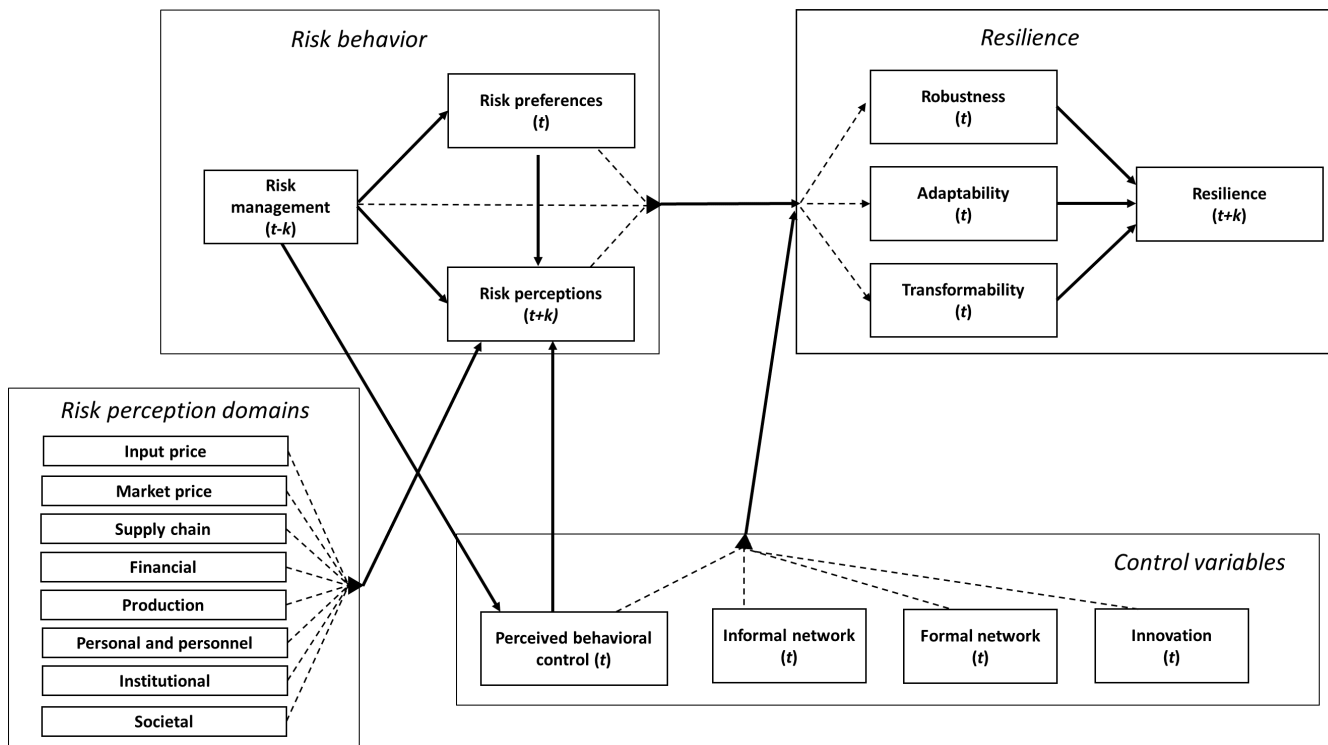 Risk behavior
Risk preferences
(t)
Risk
management
(t-k)
Risk perceptions
(t+k)
Resilience
Robustness
(t)
Adaptability
(t)
Transformability
(t)
Resilience
(t+k)
Risk perception domains
Input price
Market price
Supply chain
Financial
Production
Personal and personnel
Institutional
Societal
Control variables
Perceived behavioral
control (t)
Informal network
(t)
Formal network
(t)
Innovation
(t)